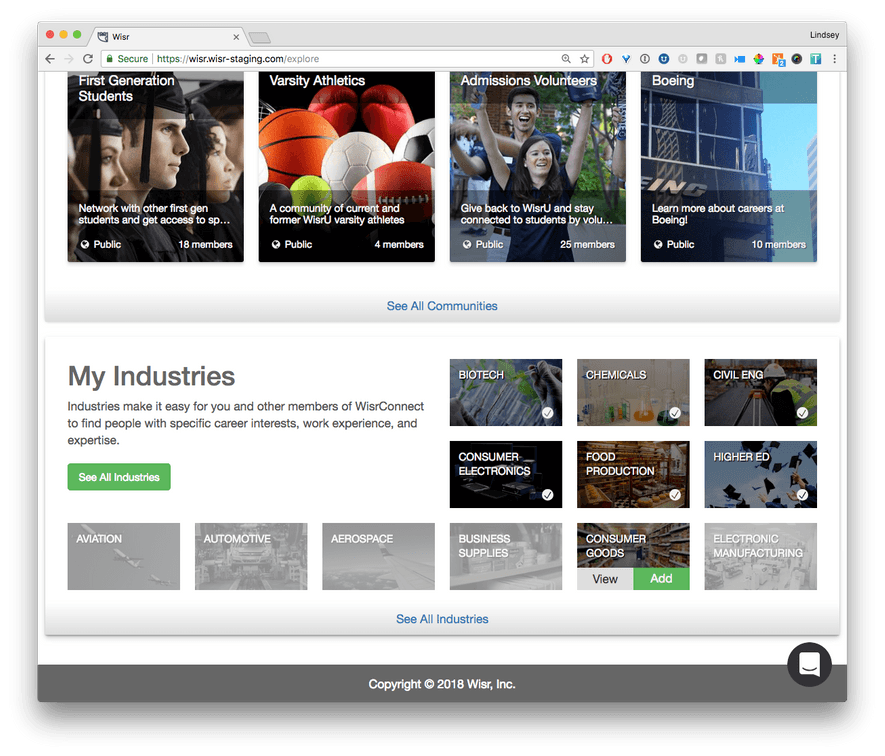 Wisr
Lindsey
Secure
https://wisr.wisr-staging.com/explore
First Generation
Students
Varsity Athletics
Admissions Volunteers
Boeing
Network with other first gen
students and get access to sp…
A community of current and
former WisrU varsity athletes
Give back to WisrU and stay
connected to students by volu…
Learn more about careers at
Boeing!
Public
18 members
Public
4 members
Public
25 members
Public
10 members
See All Communities
My Industries
Industries make it easy for you and other members of WisrConnect
to find people with specific career interests, work experience, and
expertise.
See All Industries
BIOTECH
CHEMICALS
CIVIL ENG
CONSUMER
ELECTRONICS
FOOD
PRODUCTION
HIGHER ED
AVIATION
AUTOMOTIVE
AEROSPACE
BUSINESS
SUPPLIES
CONSUMER
GOODS
View
Add
ELECTRONIC
MANUFACTURING
See All Industries
Copyright © 2018 Wisr, Inc.